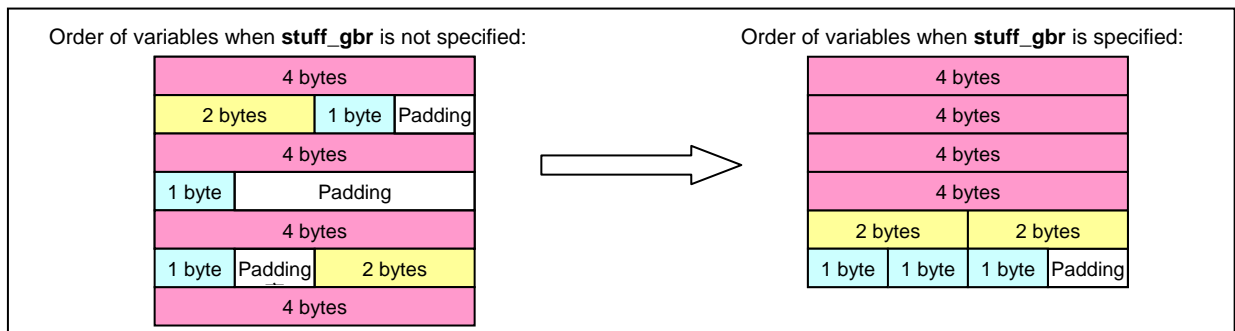 Order of variables when stuff_gbr is not specified:
4 bytes
2 bytes 1 byte Padding
4 bytes
1 byte Padding
4 bytes
1 byte Padding 2 bytes
4 bytes
Order of variables when stuff_gbr is specified:
4 bytes
4 bytes
4 bytes
4 bytes
2 bytes 2 bytes
1 byte 1 byte 1 byte Padding